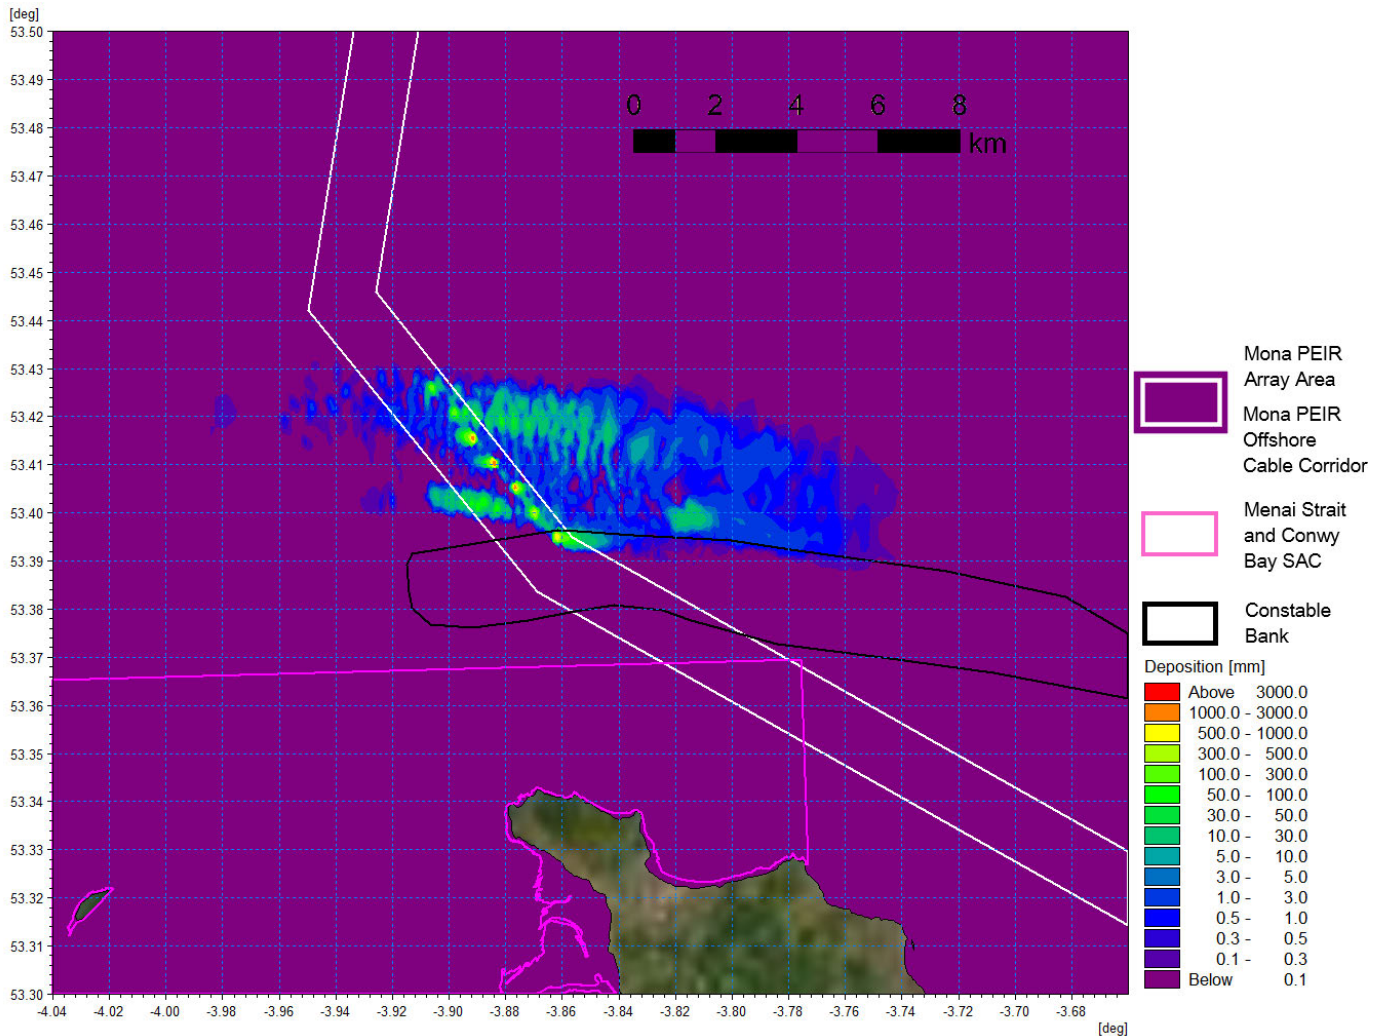 [deg]
53.50
53.49
53.48
53.47
53.46
53.45
53.44
53.43
53.42
53.41
53.40
53.39
53.38
53.37
53.36
53.35
53.34
53.33
53.32
53.31
53.30
0 2 4 6 8
km
Mona PEIR
Array Area
Mona PEIR
Offshore
Cable Corridor
Menai Strait
and Conwy
Bay SAC
Constable
Bank
Deposition [mm]
Above 3000.0
1000.0 - 3000.0
500.0 - 1000.0
300.0 - 500.0
100.0 - 300.0
50.0 - 100.0
30.0 - 50.0
10.0 - 30.0
5.0 - 10.0
3.0 - 5.0
1.0 - 3.0
0.5 - 1.0
0.3 - 0.5
0.1 - 0.3
Below 0.1
-4.04 -4.02 -4.00 -3.98 -3.96 -3.94 -3.92 -3.90 -3.88 -3.86 -3.84 -3.82 -3.80 -3.78 -3.76 -3.74 -3.72 -3.70 -3.68
[deg]